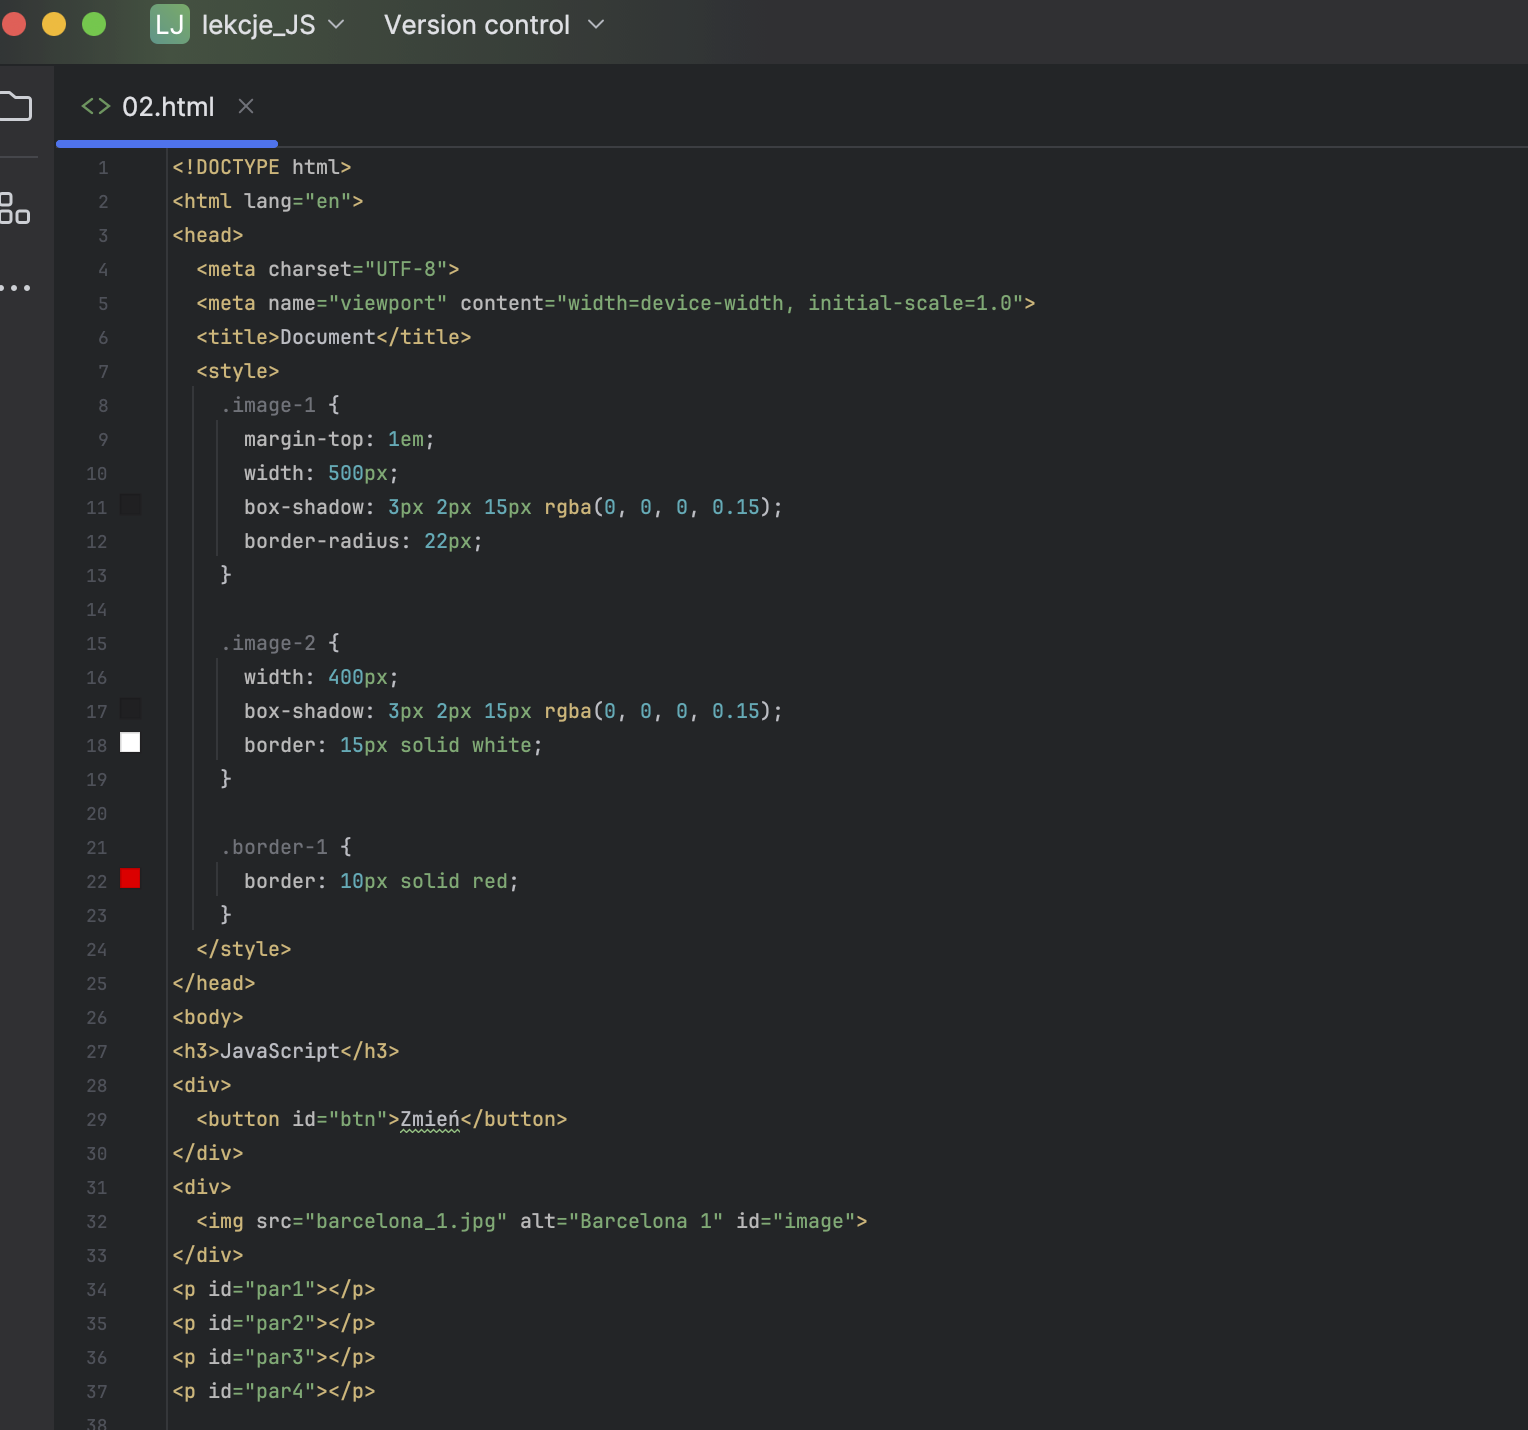 LJ lekcje_JS Version control
<> 02.html
1 <!DOCTYPE html>
2 <html lang="en">
3 <head>
4 <meta charset="UTF-8">
5 <meta name="viewport" content="width=device-width, initial-scale=1.0">
6 <title>Document</title>
7 <style>
8 .image-1 {
9 margin-top: 1em;
10 width: 500px;
11 box-shadow: 3px 2px 15px rgba(0, 0, 0, 0.15);
12 border-radius: 22px;
13 }
14
15 .image-2 {
16 width: 400px;
17 box-shadow: 3px 2px 15px rgba(0, 0, 0, 0.15);
18 border: 15px solid white;
19 }
20
21 .border-1 {
22 border: 10px solid red;
23 }
24 </style>
25 </head>
26 <body>
27 <h3>JavaScript</h3>
28 <div>
29 <button id="btn">Zmień</button>
30 </div>
31 <div>
32 <img src="barcelona_1.jpg" alt="Barcelona 1" id="image">
33 </div>
34 <p id="par1"></p>
35 <p id="par2"></p>
36 <p id="par3"></p>
37 <p id="par4"></p>
38